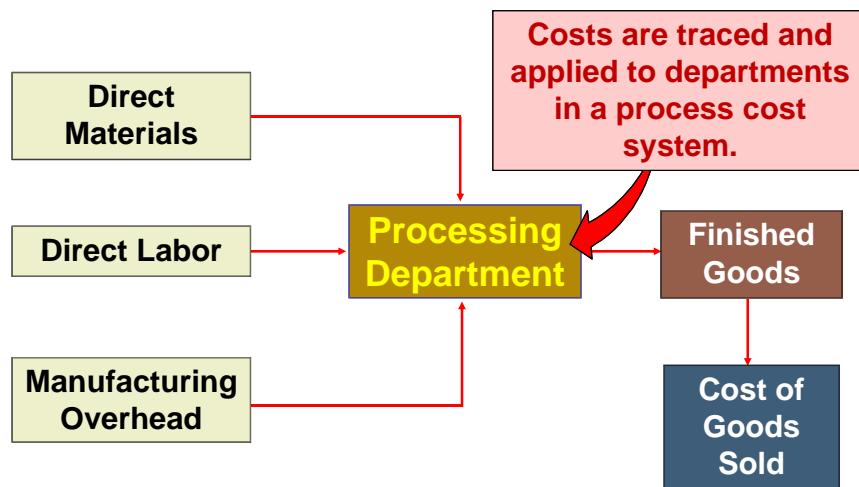 Costs are traced and
applied to departments
in a process cost
system.
Direct
Materials
Direct Labor
Processing
Department
Finished
Goods
Manufacturing
Overhead
Cost of
Goods
Sold